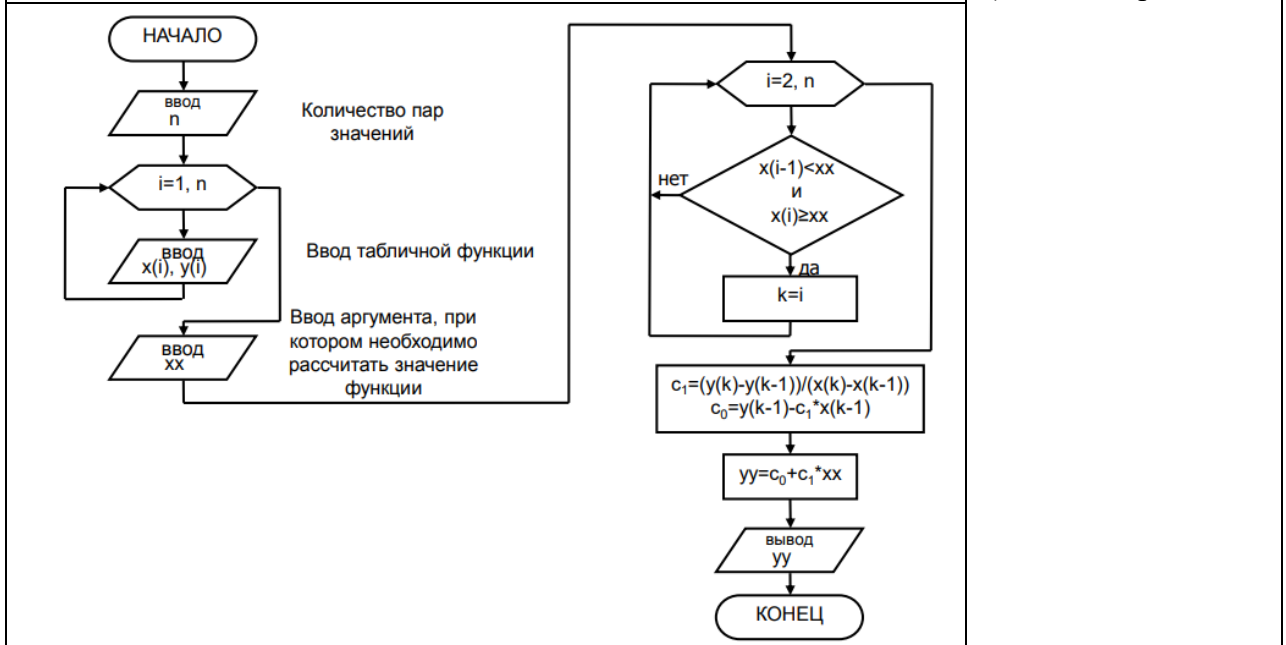 НАЧАЛО
ввод
n
Количество пар
значений
i=1, n
ввод
x(i), y(i)
Ввод табличной функции
ввод
xx
Ввод аргумента, при
котором необходимо
рассчитать значение
функции
i=2, n
x(i-1)<xx
и
x(i)≥xx
нет
да
k=i
c₁=(y(k)-y(k-1))/(x(k)-x(k-1))
c₀=y(k-1)-c₁*x(k-1)
yy=c₀+c₁*xx
вывод
yy
КОНЕЦ